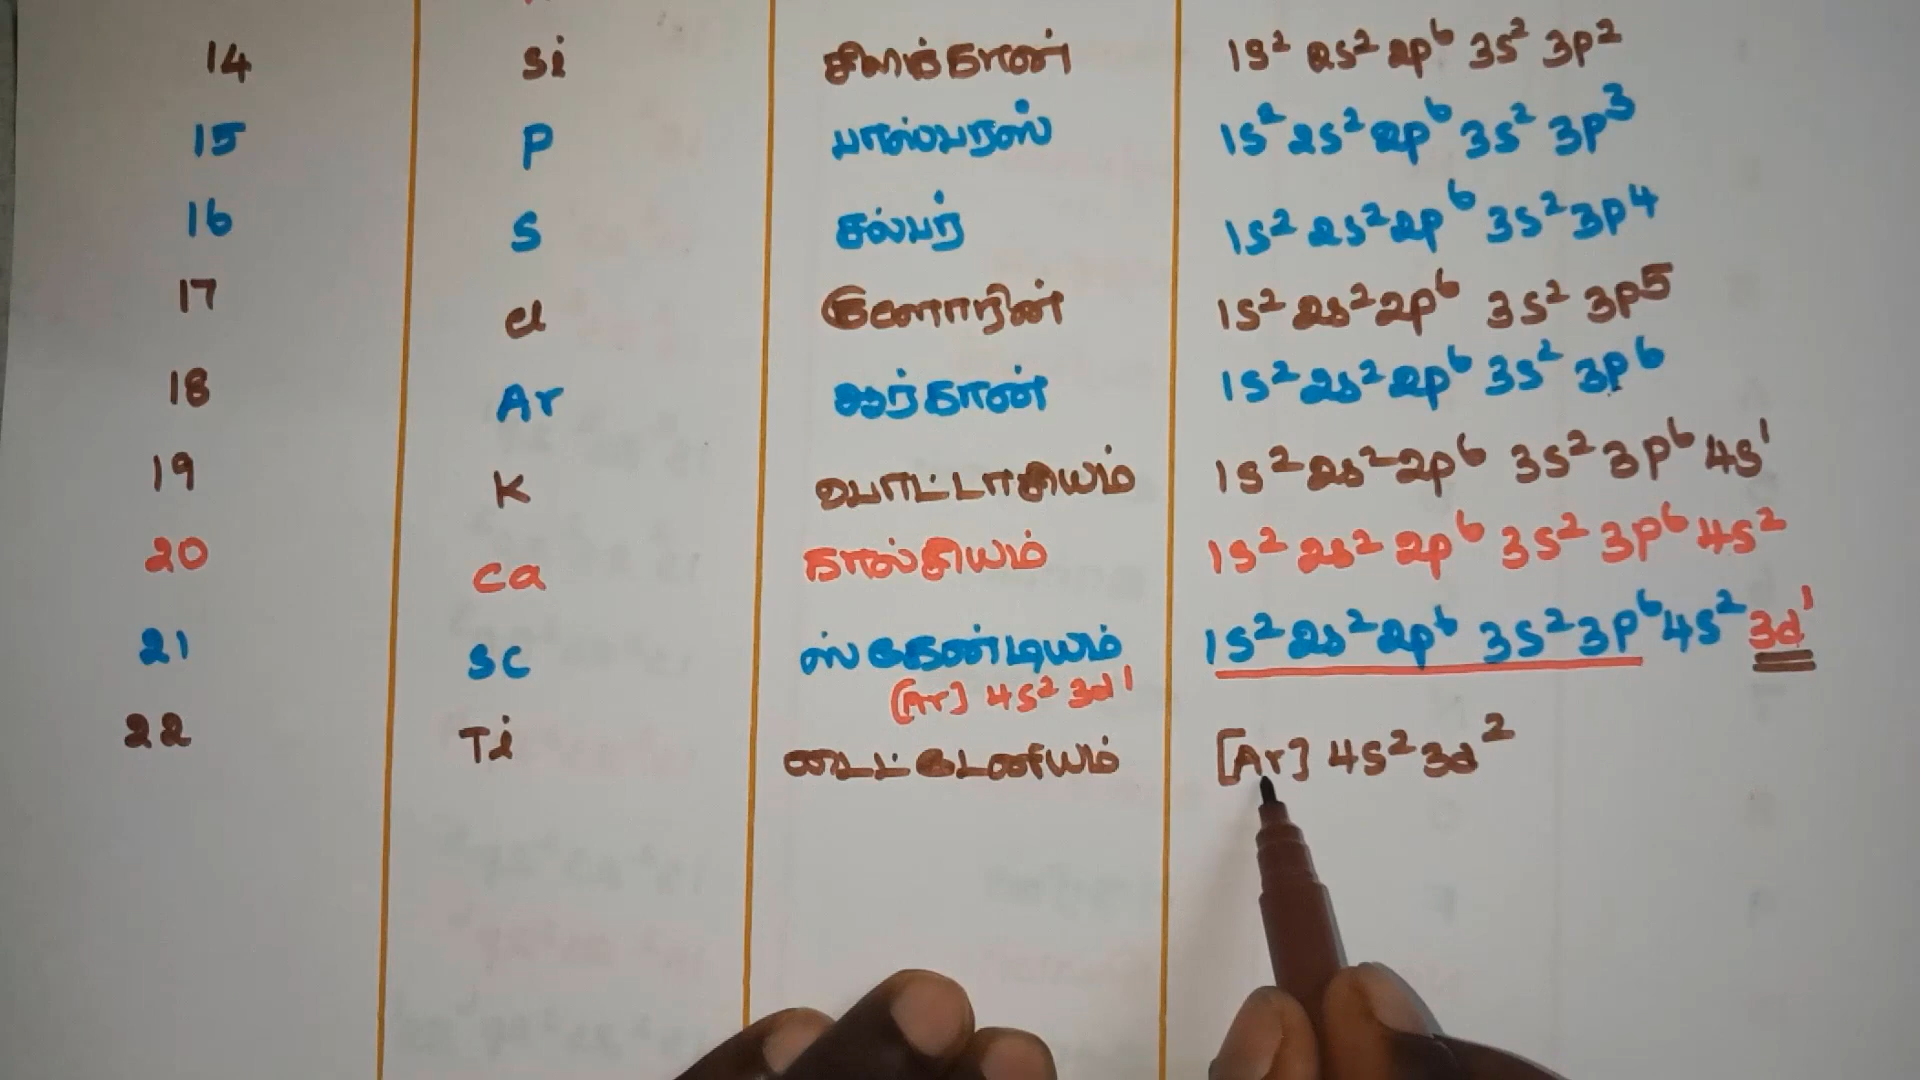 14 Si சிலிக்கான் 1s² 2s² 2p⁶ 3s² 3p²
15 P பாஸ்பரஸ் 1s² 2s² 2p⁶ 3s² 3p³
16 S சல்பர் 1s² 2s² 2p⁶ 3s² 3p⁴
17 Cl குளோரின் 1s² 2s² 2p⁶ 3s² 3p⁵
18 Ar ஆர்கான் 1s² 2s² 2p⁶ 3s² 3p⁶
19 K பொட்டாசியம் 1s² 2s² 2p⁶ 3s² 3p⁶ 4s¹
20 Ca கால்சியம் 1s² 2s² 2p⁶ 3s² 3p⁶ 4s²
21 Sc ஸ்கேண்டியம் 1s² 2s² 2p⁶ 3s² 3p⁶ 4s² 3d¹
[Ar] 4s² 3d¹
22 Ti டைட்டேனியம் [Ar] 4s² 3d²